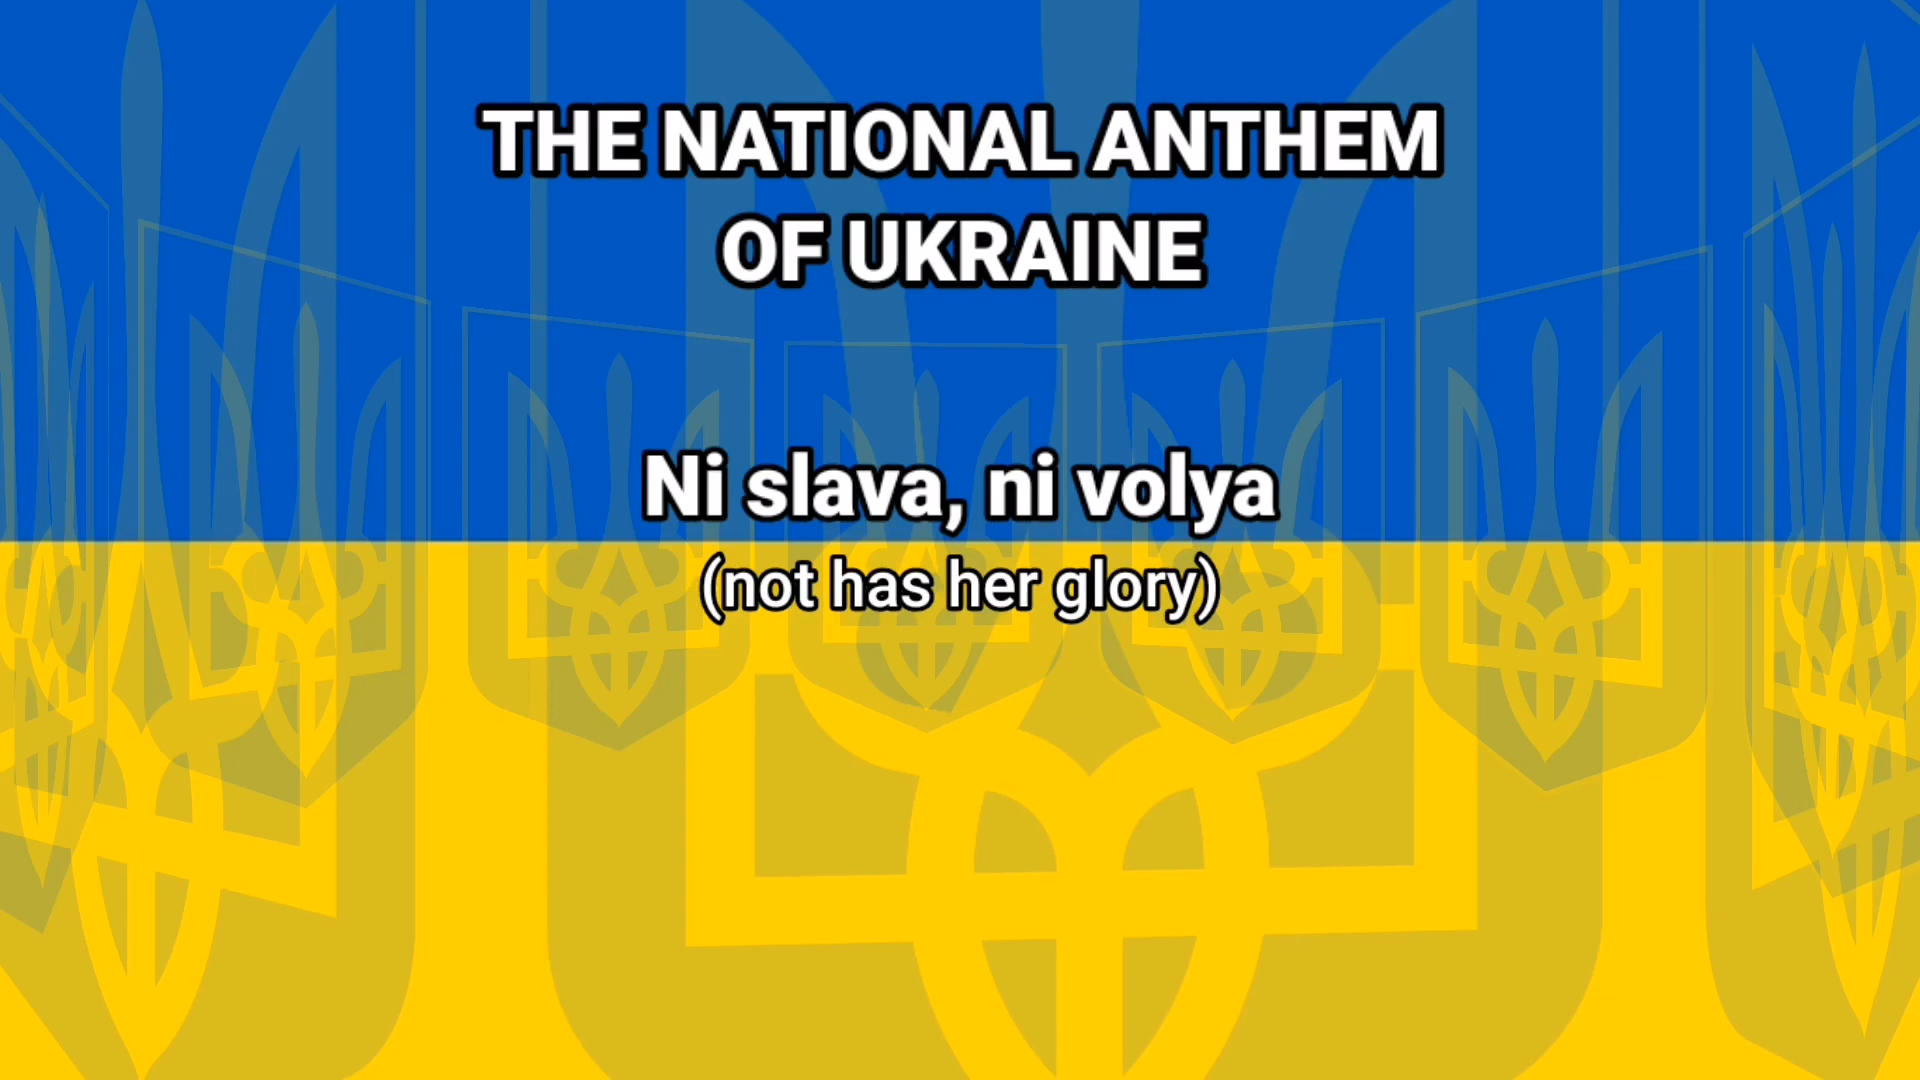 THE NATIONAL ANTHEM
OF UKRAINE
Ni slava, ni volya
(not has her glory)